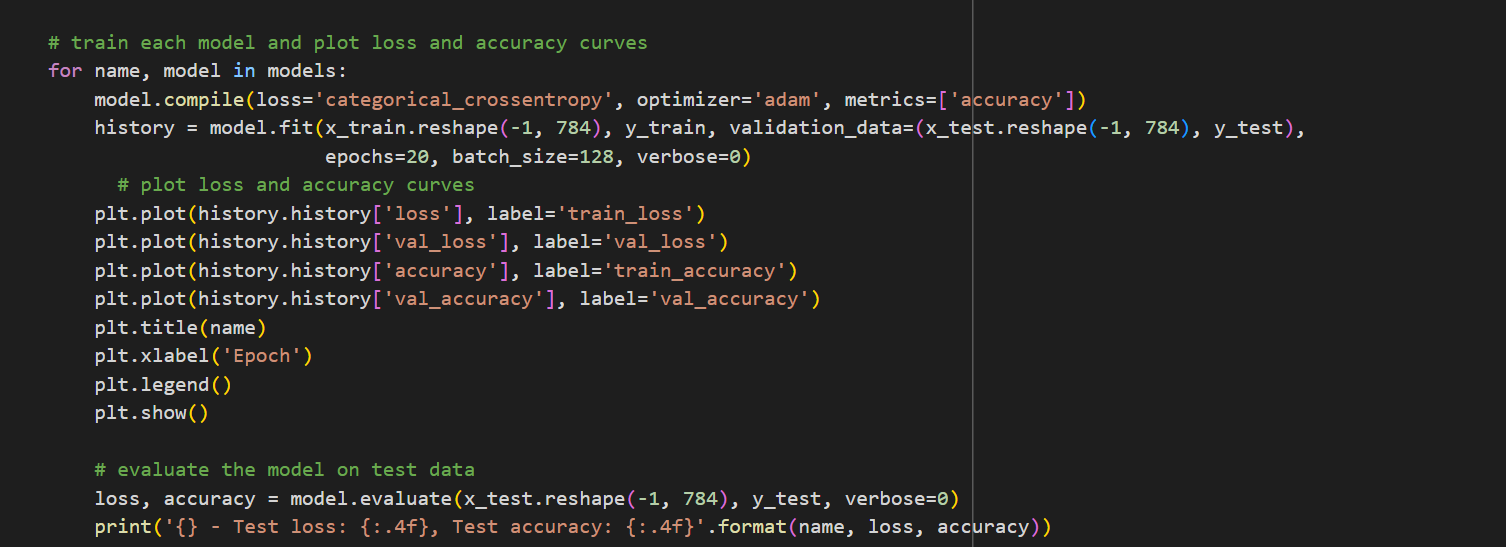 # train each model and plot loss and accuracy curves
for name, model in models:
    model.compile(loss='categorical_crossentropy', optimizer='adam', metrics=['accuracy'])
    history = model.fit(x_train.reshape(-1, 784), y_train, validation_data=(x_test.reshape(-1, 784), y_test),
                        epochs=20, batch_size=128, verbose=0)
      # plot loss and accuracy curves
    plt.plot(history.history['loss'], label='train_loss')
    plt.plot(history.history['val_loss'], label='val_loss')
    plt.plot(history.history['accuracy'], label='train_accuracy')
    plt.plot(history.history['val_accuracy'], label='val_accuracy')
    plt.title(name)
    plt.xlabel('Epoch')
    plt.legend()
    plt.show()

    # evaluate the model on test data
    loss, accuracy = model.evaluate(x_test.reshape(-1, 784), y_test, verbose=0)
    print('{} - Test loss: {:.4f}, Test accuracy: {:.4f}'.format(name, loss, accuracy))